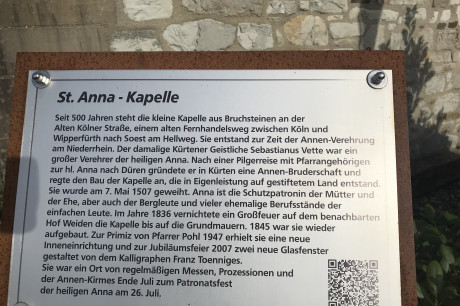 St. Anna - Kapelle
Seit 500 Jahren steht die kleine Kapelle aus Bruchsteinen an der
Alten Kölner Straße, einem alten Fernhandelsweg zwischen Köln und
Wipperfürth nach Soest am Hellweg. Sie entstand zur Zeit der Annen-Verehrung
am Niederrhein. Der damalige Kürtener Geistliche Sebastianus Vette war ein
großer Verehrer der heiligen Anna. Nach einer Pilgerreise mit Pfarrangehörigen
zur hl. Anna nach Düren gründete er in Kürten eine Annen-Bruderschaft und
regte den Bau der Kapelle an, die in Eigenleistung auf gestiftetem Land entstand.
Sie wurde am 7. Mai 1507 geweiht. Anna ist die Schutzpatronin der Mütter und
der Ehe, aber auch der Bergleute und vieler ehemalige Berufsstände der
einfachen Leute. Im Jahre 1836 vernichtete ein Großfeuer auf dem benachbarten
Hof Weiden die Kapelle bis auf die Grundmauern. 1845 war sie wieder
aufgebaut. Zur Primiz von Pfarrer Pohl 1947 erhielt sie eine neue
Inneneinrichtung und zur Jubiläumsfeier 2007 zwei neue Glasfenster
gestaltet von dem Kalligraphen Franz Toenniges.
Sie war ein Ort von regelmäßigen Messen, Prozessionen und
der Annen-Kirmes Ende Juli zum Patronatsfest
der heiligen Anna am 26. Juli.